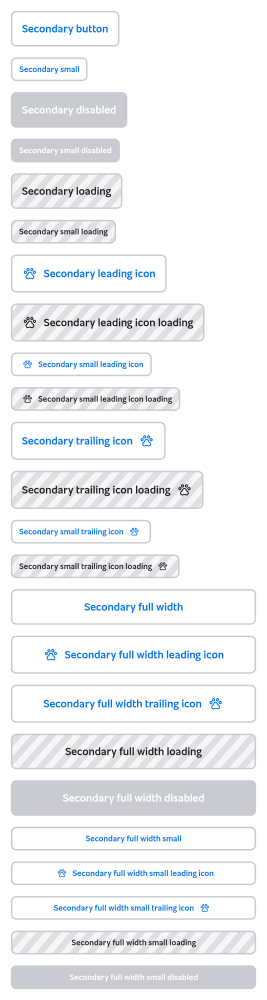 Secondary button
Secondary small
Secondary disabled
Secondary small disabled
Secondary loading
Secondary small loading
Secondary leading icon
Secondary leading icon loading
Secondary small leading icon
Secondary small leading icon loading
Secondary trailing icon
Secondary trailing icon loading
Secondary small trailing icon
Secondary small trailing icon loading
Secondary full width
Secondary full width leading icon
Secondary full width trailing icon
Secondary full width loading
Secondary full width disabled
Secondary full width small
Secondary full width small leading icon
Secondary full width small trailing icon
Secondary full width small loading
Secondary full width small disabled